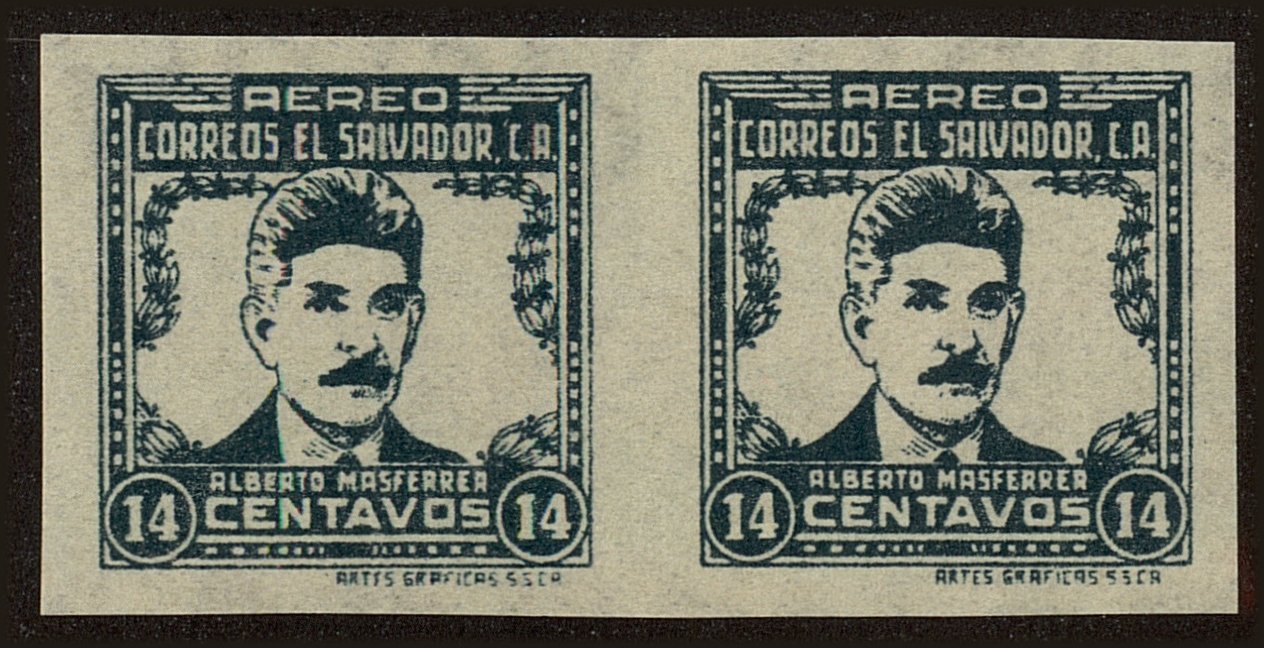 AEREO
CORREOS EL SALVADOR, C.A.
ALBERTO MASFERRER
14 CENTAVOS 14
ARTES GRAFICAS S S C A
AEREO
CORREOS EL SALVADOR, C.A.
ALBERTO MASFERRER
14 CENTAVOS 14
ARTES GRAFICAS S S C A